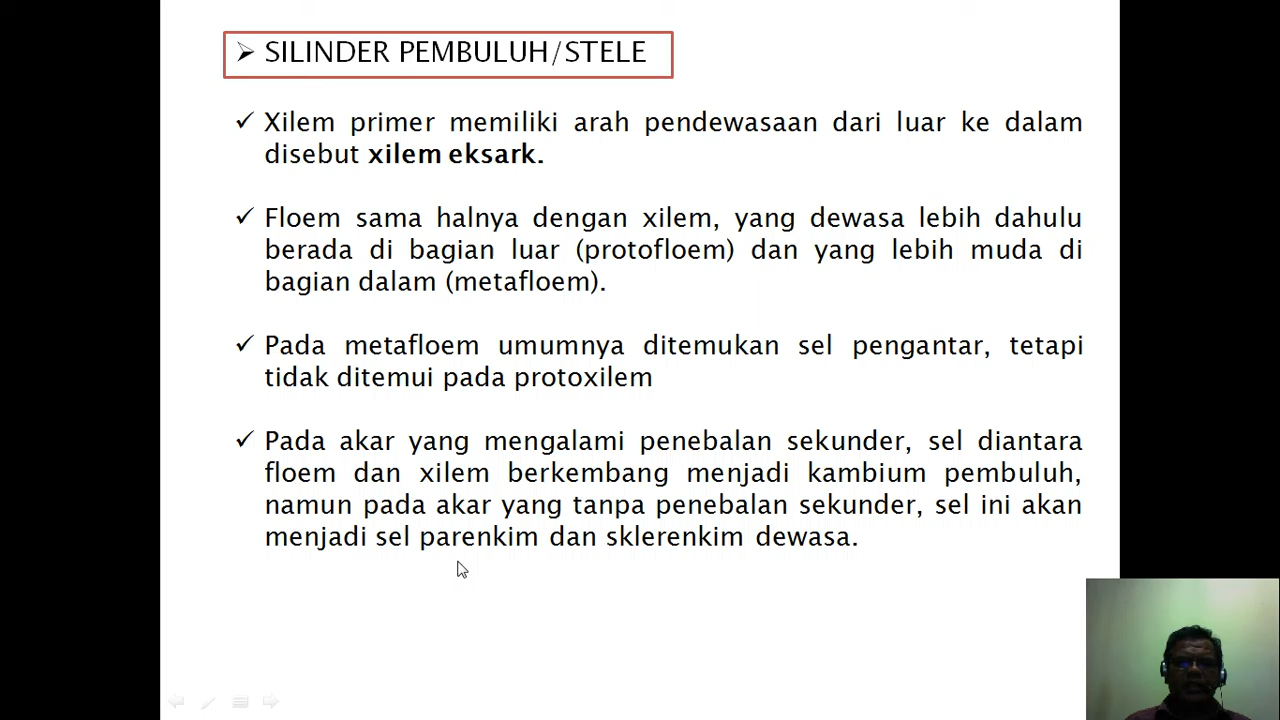 ➢ SILINDER PEMBULUH/STELE
✓ Xilem primer memiliki arah pendewasaan dari luar ke dalam
disebut xilem eksark.
✓ Floem sama halnya dengan xilem, yang dewasa lebih dahulu
berada di bagian luar (protofloem) dan yang lebih muda di
bagian dalam (metafloem).
✓ Pada metafloem umumnya ditemukan sel pengantar, tetapi
tidak ditemui pada protoxilem
✓ Pada akar yang mengalami penebalan sekunder, sel diantara
floem dan xilem berkembang menjadi kambium pembuluh,
namun pada akar yang tanpa penebalan sekunder, sel ini akan
menjadi sel parenkim dan sklerenkim dewasa.